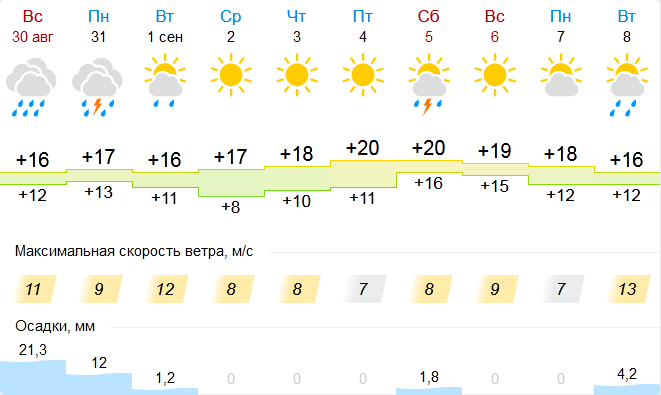 Вс Пн Вт Ср Чт Пт Сб Вс Пн Вт
30 авг 31 1 сен 2 3 4 5 6 7 8
+16 +17 +16 +17 +18 +20 +20 +19 +18 +16
+12 +13 +11 +8 +10 +11 +16 +15 +12 +12
Максимальная скорость ветра, м/с
11 9 12 8 8 7 8 9 7 13
Осадки, мм
21,3 12 1,2 0 0 0 1,8 0 0 4,2